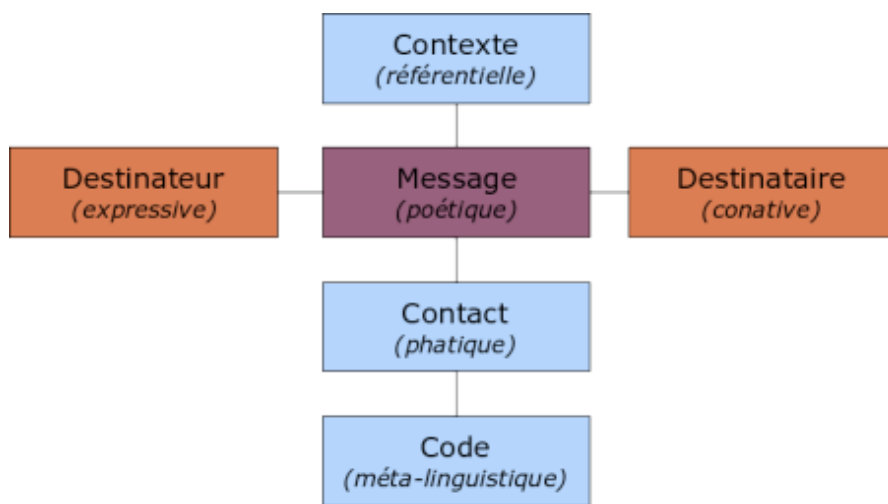 Contexte
(référentielle)
Destinateur
(expressive)
Message
(poétique)
Destinataire
(conative)
Contact
(phatique)
Code
(méta-linguistique)